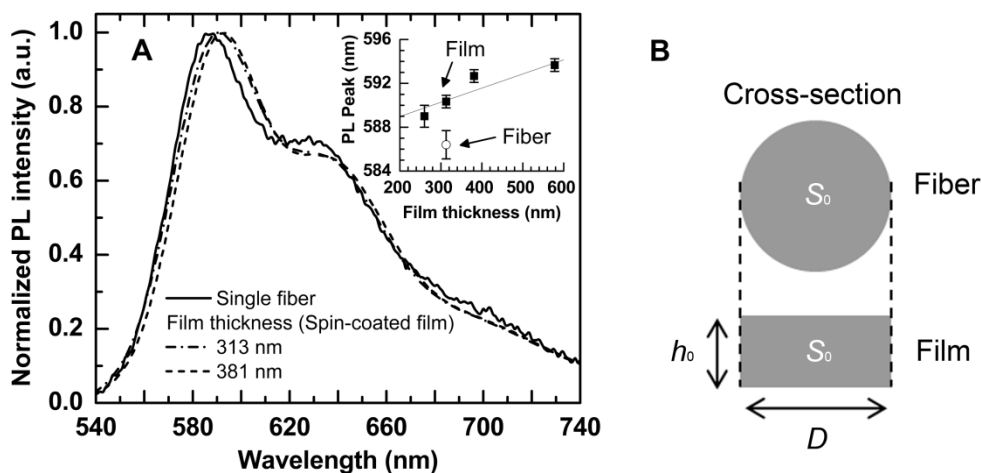 A
Normalized PL intensity (a.u.)
1.0
0.8
0.6
0.4
0.2
0.0
540
580
620
660
700
740
Wavelength (nm)
Single fiber
Film thickness (Spin-coated film)
313 nm
381 nm
PL Peak (nm)
596
592
588
584
200
300
400
500
600
Film thickness (nm)
Film
Fiber
B
Cross-section
S₀
Fiber
h₀
S₀
Film
D